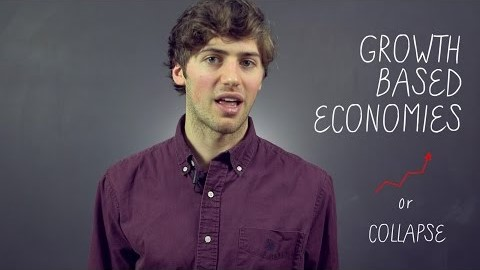 GROWTH
BASED
ECONOMIES
or
COLLAPSE